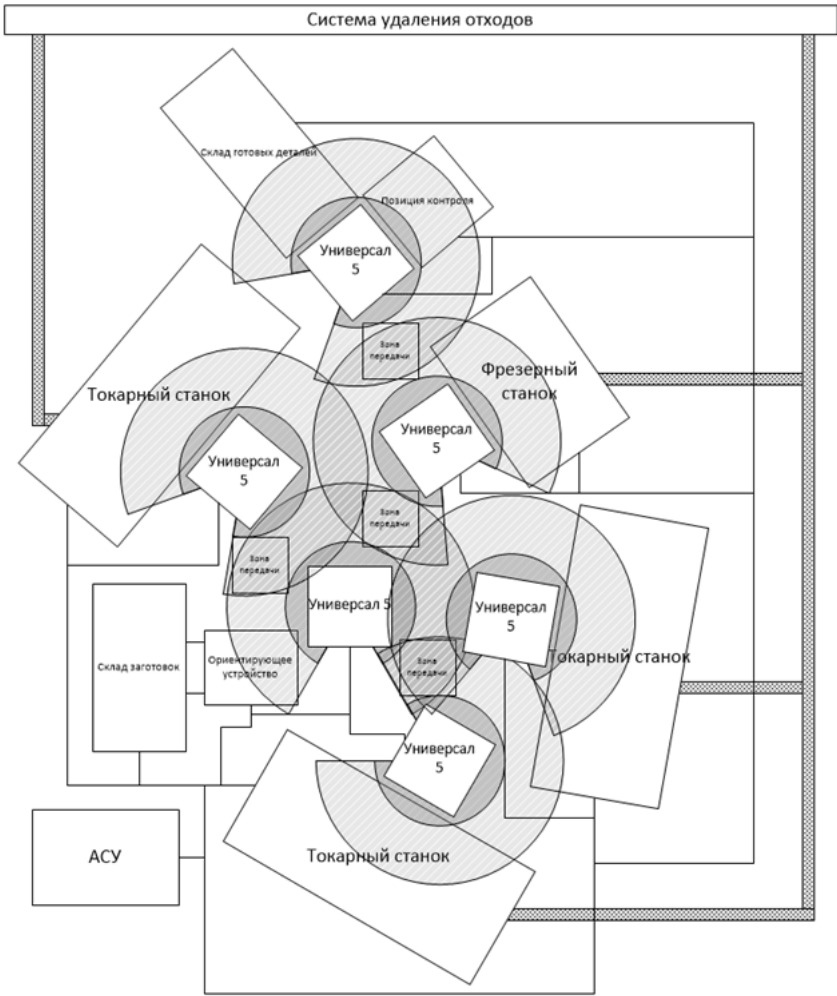 Система удаления отходов
Склад готовых деталей
Позиция контроля
Универсал
5
Зона
передачи
Фрезерный
станок
Токарный станок
Универсал
5
Универсал
5
Зона
передачи
Зона
передачи
Универсал 5
Универсал
5
Склад заготовок
Ориентирующее
устройство
Зона
передачи
Токарный станок
Универсал
5
АСУ
Токарный станок